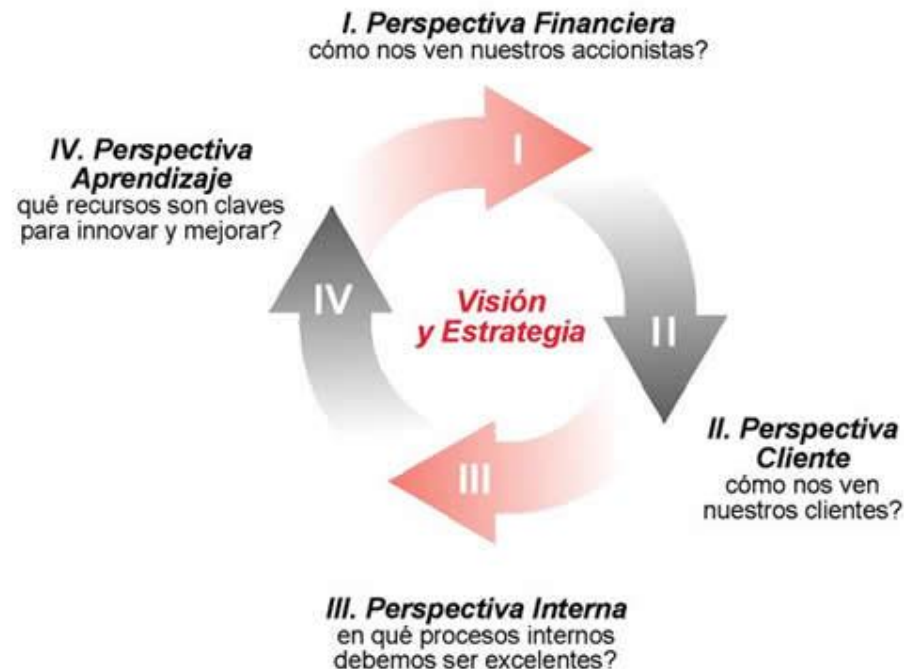 I. Perspectiva Financiera
cómo nos ven nuestros accionistas?
I
IV. Perspectiva
Aprendizaje
qué recursos son claves
para innovar y mejorar?
IV
Visión
y Estrategia
II
II. Perspectiva
Cliente
cómo nos ven
nuestros clientes?
III
III. Perspectiva Interna
en qué procesos internos
debemos ser excelentes?